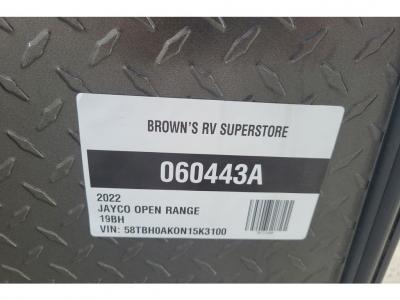 BROWN'S RV SUPERSTORE
060443A
2022
JAYCO OPEN RANGE
19BH
VIN: 58TBH0AK0N15K3100